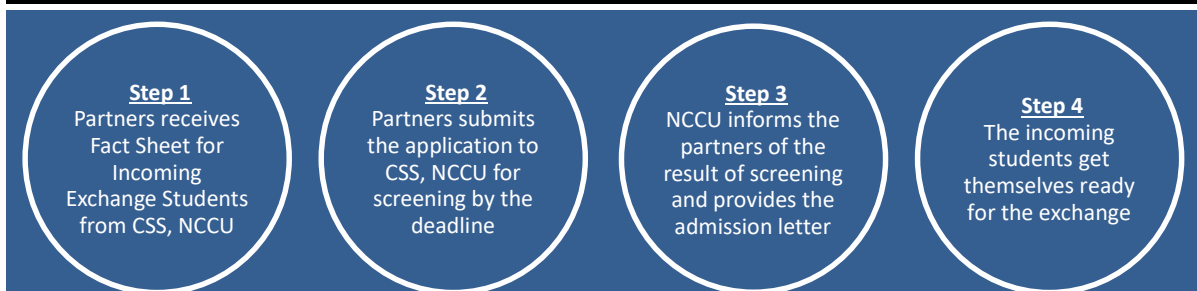 Step 1
Partners receives
Fact Sheet for
Incoming
Exchange Students
from CSS, NCCU
Step 2
Partners submits
the application to
CSS, NCCU for
screening by the
deadline
Step 3
NCCU informs the
partners of the
result of screening
and provides the
admission letter
Step 4
The incoming
students get
themselves ready
for the exchange